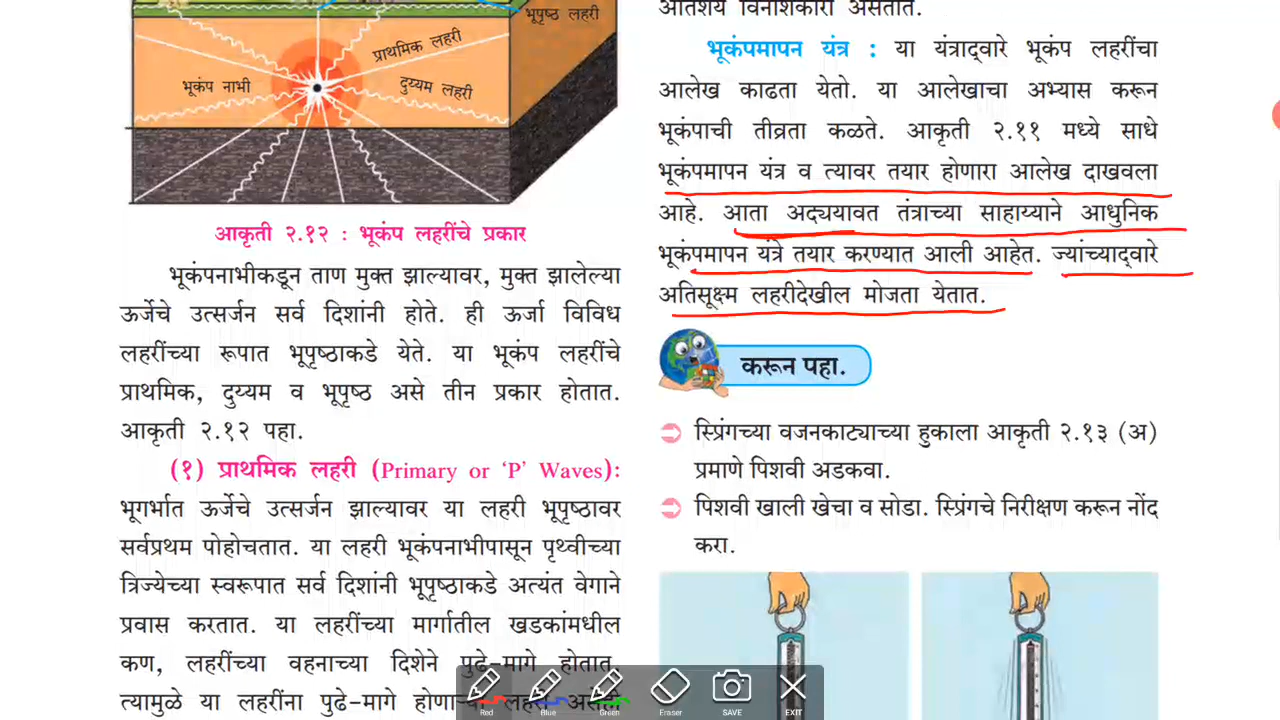 भूपृष्ठ लहरी
प्राथमिक लहरी
भूकंप नाभी
दुय्यम लहरी
आकृती २.१२ : भूकंप लहरींचे प्रकार
भूकंपनाभीकडून ताण मुक्त झाल्यावर, मुक्त झालेल्या
ऊर्जेचे उत्सर्जन सर्व दिशांनी होते. ही ऊर्जा विविध
लहरींच्या रूपात भूपृष्ठाकडे येते. या भूकंप लहरींचे
प्राथमिक, दुय्यम व भूपृष्ठ असे तीन प्रकार होतात.
आकृती २.१२ पहा.
(१) प्राथमिक लहरी (Primary or ‘P’ Waves):
भूगर्भात ऊर्जेचे उत्सर्जन झाल्यावर या लहरी भूपृष्ठावर
सर्वप्रथम पोहोचतात. या लहरी भूकंपनाभीपासून पृथ्वीच्या
त्रिज्येच्या स्वरूपात सर्व दिशांनी भूपृष्ठाकडे अत्यंत वेगाने
प्रवास करतात. या लहरींच्या मार्गातील खडकांमधील
कण, लहरींच्या वहनाच्या दिशेने पुढे-मागे होतात.
त्यामुळे या लहरींना पुढे-मागे
अतिशय विनाशकारी असतात.
भूकंपमापन यंत्र : या यंत्राद्वारे भूकंप लहरींचा
आलेख काढता येतो. या आलेखाचा अभ्यास करून
भूकंपाची तीव्रता कळते. आकृती २.११ मध्ये साधे
भूकंपमापन यंत्र व त्यावर तयार होणारा आलेख दाखवला
आहे. आता अद्ययावत तंत्राच्या साहाय्याने आधुनिक
भूकंपमापन यंत्रे तयार करण्यात आली आहेत. ज्यांच्याद्वारे
अतिसूक्ष्म लहरीदेखील मोजता येतात.
करून पहा.
स्प्रिंगच्या वजनकाट्याच्या हुकाला आकृती २.१३ (अ)
प्रमाणे पिशवी अडकवा.
पिशवी खाली खेचा व सोडा. स्प्रिंगचे निरीक्षण करून नोंद
करा.
Red
Blue
Green
Eraser
SAVE
EXIT